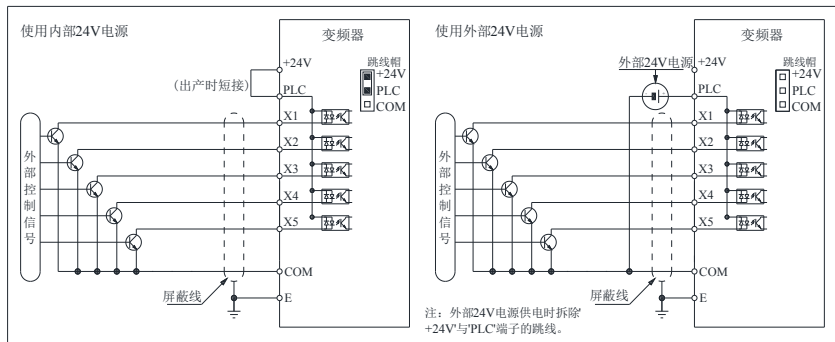 使用内部24V电源
变频器
+24V
跳线帽
+24V
PLC
COM
(出产时短接)
PLC
X1
X2
X3
X4
X5
外部控制信号
COM
屏蔽线
E
使用外部24V电源
变频器
外部24V电源
+24V
跳线帽
+24V
PLC
COM
PLC
X1
X2
X3
X4
X5
外部控制信号
COM
屏蔽线
E
注：外部24V电源供电时拆除'
+24V'与'PLC'端子的跳线。